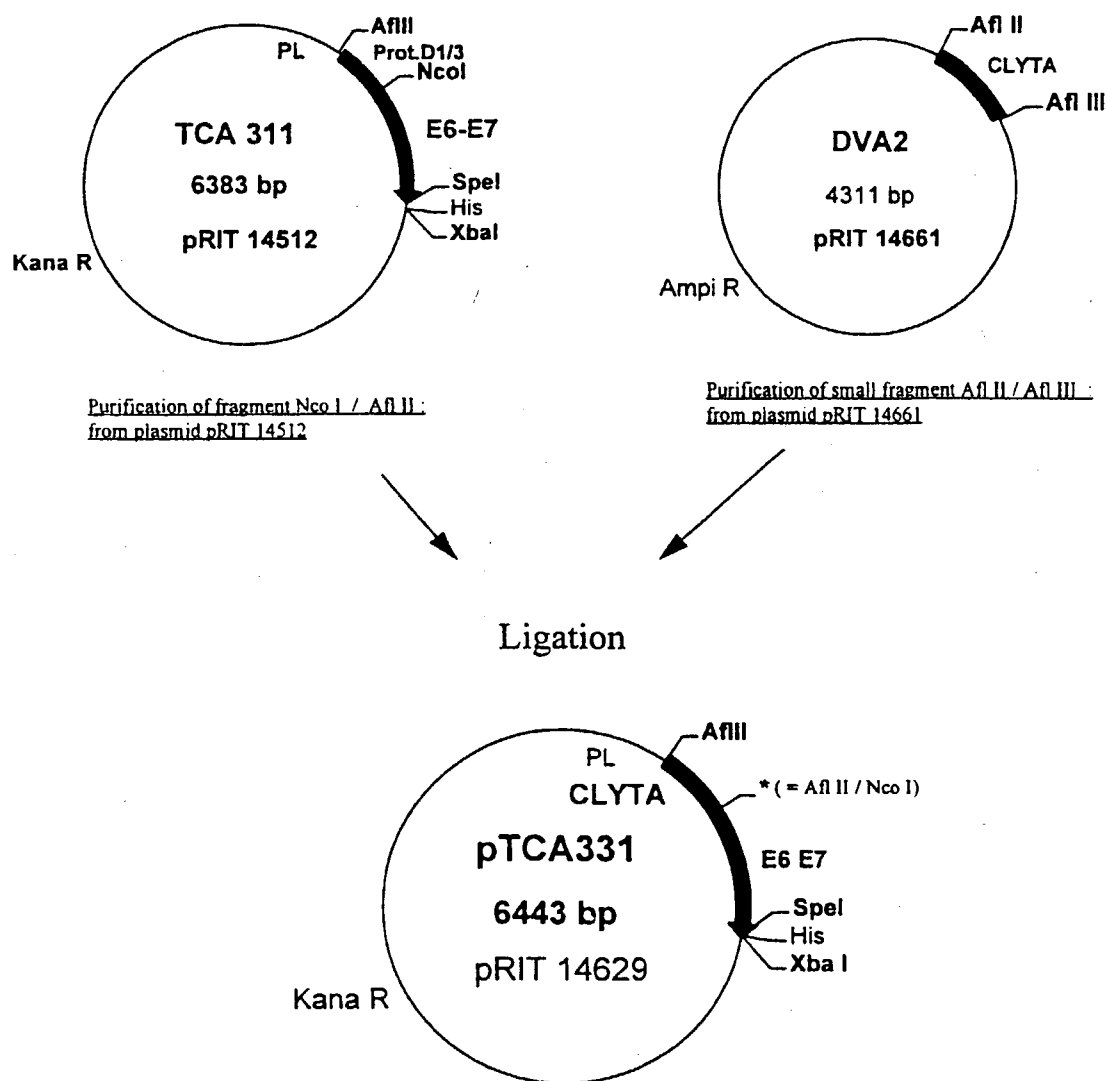 AflII
PL
Prot.D1/3
NcoI
TCA 311
E6-E7
6383 bp
SpeI
His
pRIT 14512
XbaI
Kana R
Afl II
CLYTA
Afl III
DVA2
4311 bp
pRIT 14661
Ampi R
Purification of fragment Nco I / Afl II :
from plasmid pRIT 14512
Purification of small fragment Afl II / Afl III :
from plasmid pRIT 14661
Ligation
AflII
PL
CLYTA
* ( = Afl II / Nco I)
pTCA331
E6 E7
6443 bp
SpeI
His
pRIT 14629
Xba I
Kana R